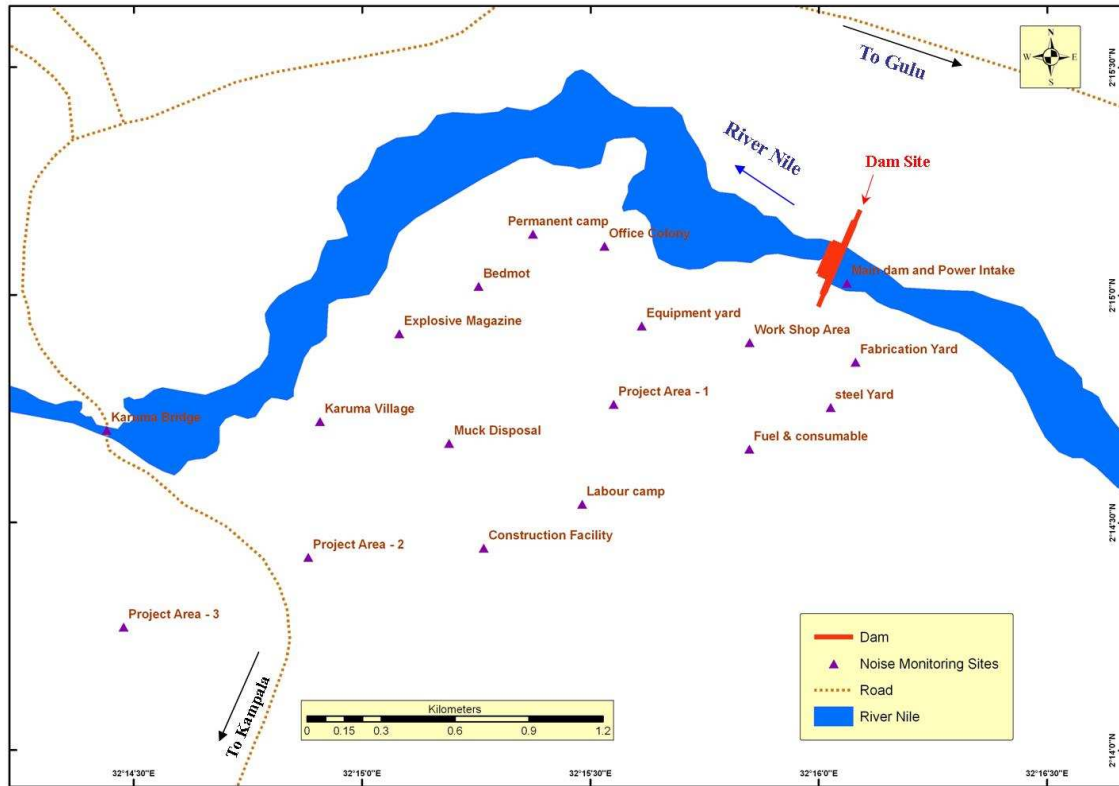 To Gulu
N
W
E
S
2°15'30"N
River Nile
Dam Site
Permanent camp
Office Colony
Bedmot
Main dam and Power Intake
2°15'0"N
Explosive Magazine
Equipment yard
Work Shop Area
Fabrication Yard
Project Area - 1
steel Yard
Karuma Bridge
Karuma Village
Muck Disposal
Fuel & consumable
Labour camp
2°14'30"N
Construction Facility
Project Area - 2
Project Area - 3
To Kampala
Dam
Noise Monitoring Sites
Road
River Nile
Kilometers
0 0.15 0.3 0.6 0.9 1.2
2°14'0"N
32°14'30"E 32°15'0"E 32°15'30"E 32°16'0"E 32°16'30"E